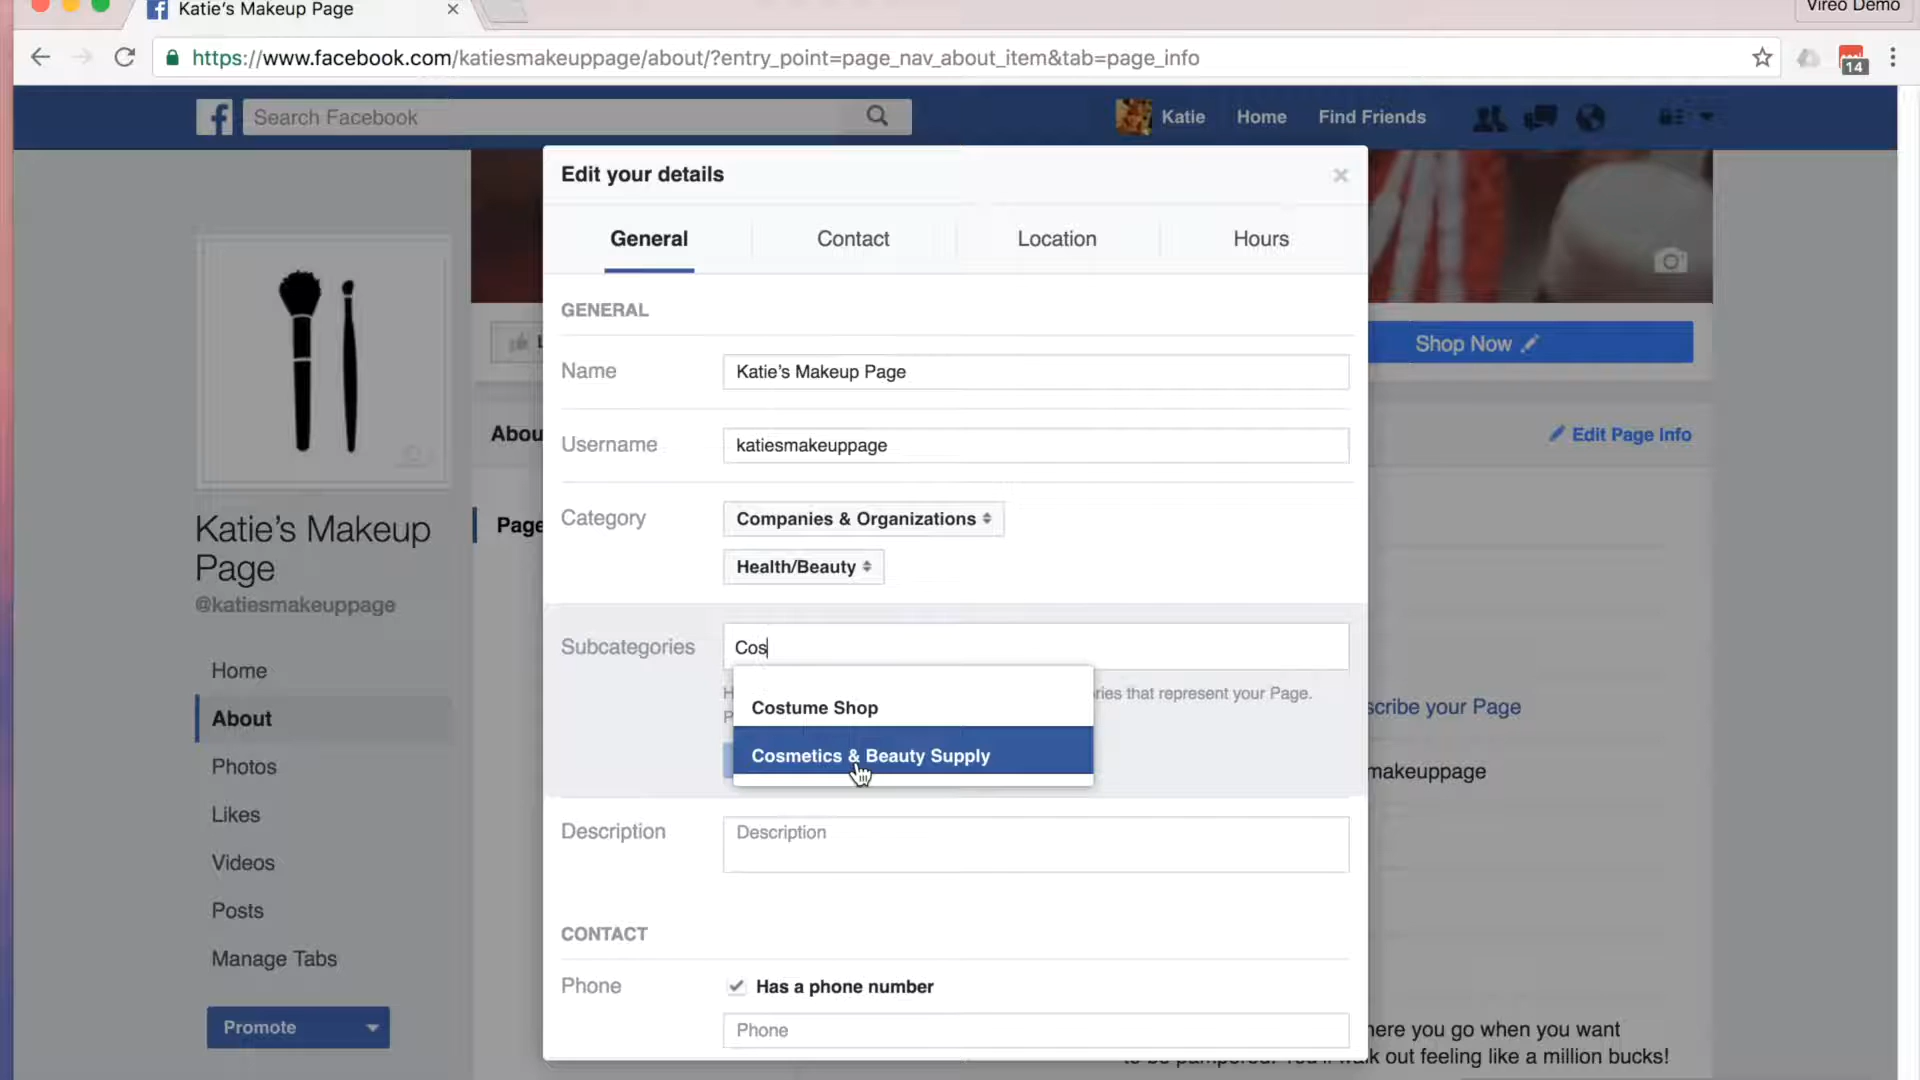 Katie's Makeup Page
Vireo Demo
https://www.facebook.com/katiesmakeuppage/about/?entry_point=page_nav_about_item&tab=page_info
14
Search Facebook
Katie
Home
Find Friends
Edit your details
General
Contact
Location
Hours
GENERAL
Shop Now
Name
Katie's Makeup Page
Abou
Edit Page Info
Username
katiesmakeuppage
Category
Companies & Organizations
Page
Health/Beauty
Katie's Makeup
Page
@katiesmakeuppage
Subcategories
Cos
ries that represent your Page.
Costume Shop
Cosmetics & Beauty Supply
scribe your Page
makeuppage
Home
About
Photos
Likes
Videos
Posts
Manage Tabs
Promote
Description
Description
CONTACT
Phone
Has a phone number
Phone
here you go when you want
k out feeling like a million bucks!